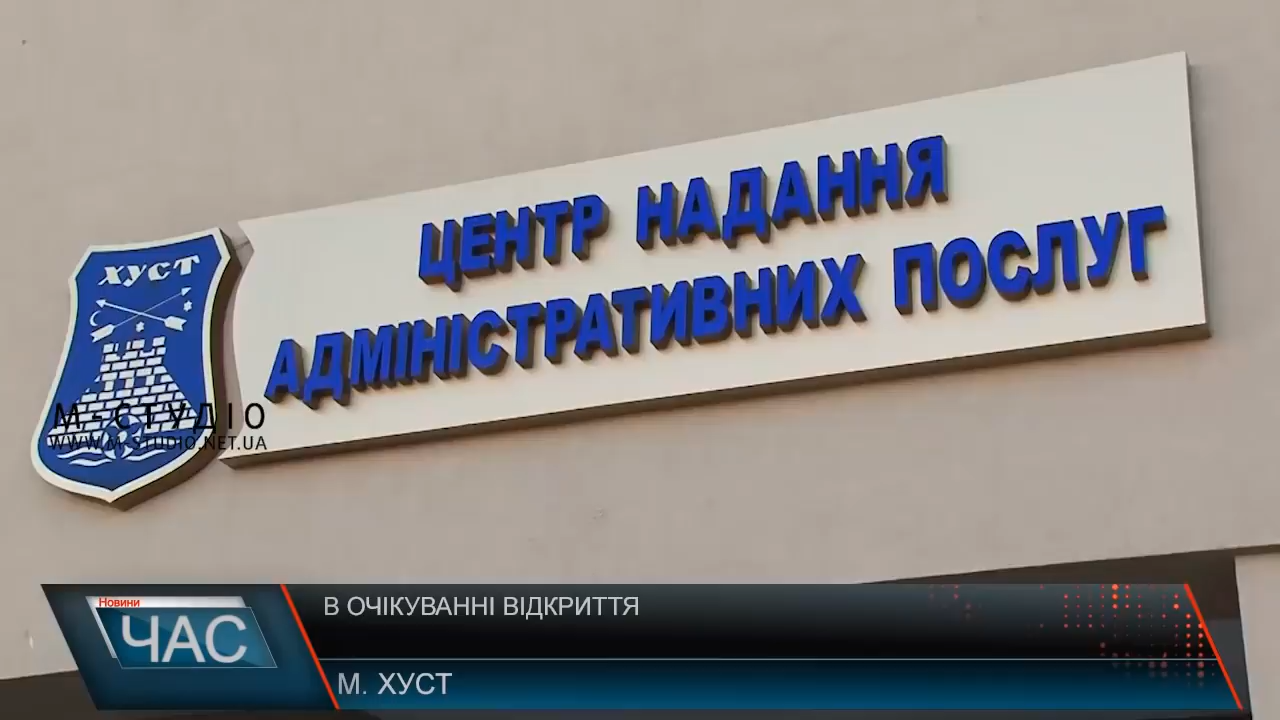 ЦЕНТР НАДАННЯ
АДМІНІСТРАТИВНИХ ПОСЛУГ
ХУСТ
М-СТУДІО
WWW.M-STUDIO.NET.UA
Новини
ЧАС
В ОЧІКУВАННІ ВІДКРИТТЯ
М. ХУСТ